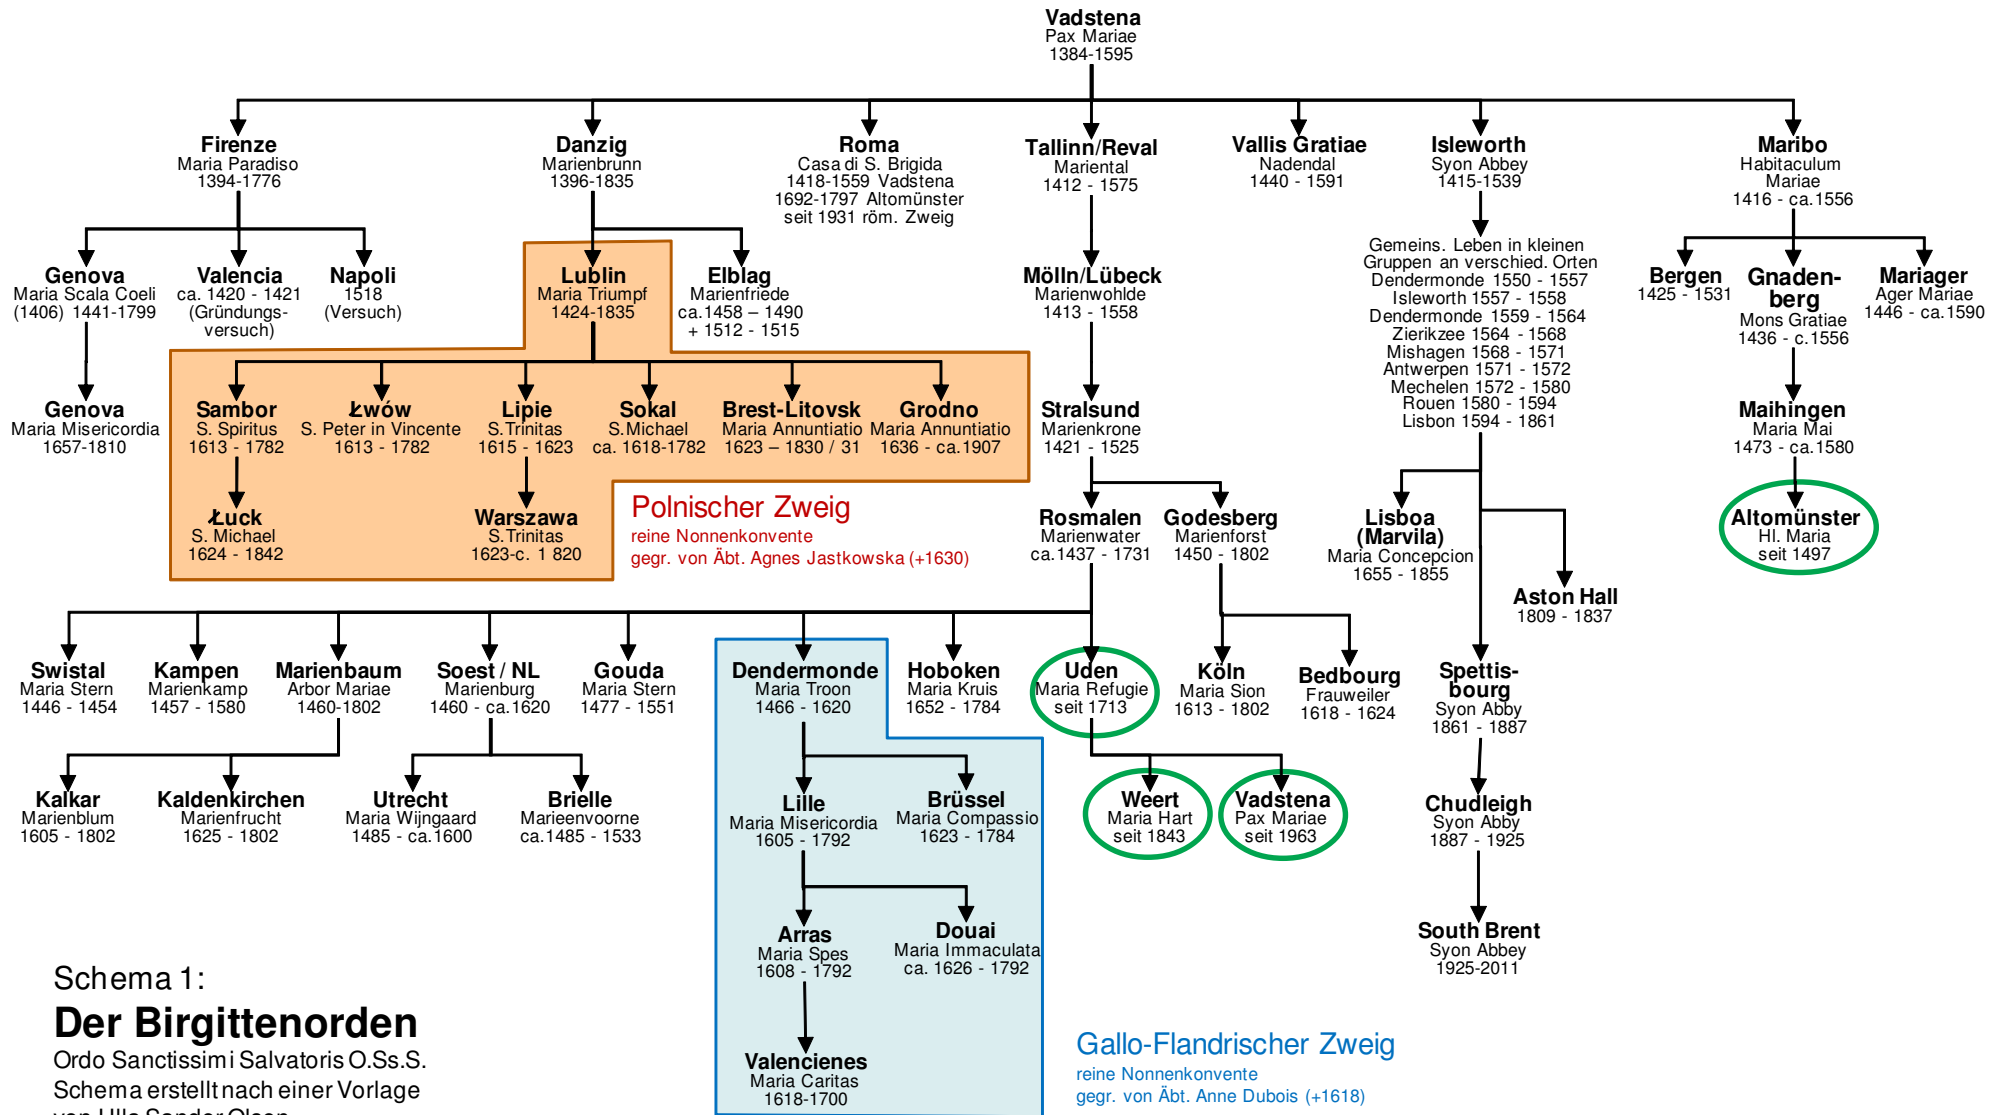 Vadstena
Pax Mariae
1384-1595
Firenze
Maria Paradiso
1394-1776
Danzig
Marienbrunn
1396-1835
Roma
Casa di S. Brigida
1418-1559 Vadstena
1692-1797 Altomünster
seit 1931 röm. Zweig
Tallinn/Reval
Mariental
1412 - 1575
Vallis Gratiae
Nadendal
1440 - 1591
Isleworth
Syon Abbey
1415-1539
Maribo
Habitaculum
Mariae
1416 - ca.1556
Genova
Maria Scala Coeli
(1406) 1441-1799
Valencia
ca. 1420 - 1421
(Gründungs-
versuch)
Napoli
1518
(Versuch)
Lublin
Maria Triumpf
1424-1835
Elblag
Marienfriede
ca.1458 – 1490
+ 1512 - 1515
Mölln/Lübeck
Marienwohlde
1413 - 1558
Gemeins. Leben in kleinen
Gruppen an verschied. Orten
Dendermonde 1550 - 1557
Isleworth 1557 - 1558
Dendermonde 1559 - 1564
Zierikzee 1564 - 1568
Mishagen 1568 - 1571
Antwerpen 1571 - 1572
Mechelen 1572 - 1580
Rouen 1580 - 1594
Lisbon 1594 - 1861
Bergen
1425 - 1531
Gnaden-
berg
Mons Gratiae
1436 - c.1556
Mariager
Ager Mariae
1446 - ca.1590
Genova
Maria Misericordia
1657-1810
Sambor
S. Spiritus
1613 - 1782
Łwów
S. Peter in Vincente
1613 - 1782
Lipie
S.Trinitas
1615 - 1623
Sokal
S.Michael
ca. 1618-1782
Brest-Litovsk
Maria Annuntiatio
1623 – 1830 / 31
Grodno
Maria Annuntiatio
1636 - ca.1907
Stralsund
Marienkrone
1421 - 1525
Maihingen
Maria Mai
1473 - ca.1580
Łuck
S. Michael
1624 - 1842
Warszawa
S.Trinitas
1623-c. 1 820
Polnischer Zweig
reine Nonnenkonvente
gegr. von Äbt. Agnes Jastkowska (+1630)
Rosmalen
Marienwater
ca.1437 - 1731
Godesberg
Marienforst
1450 - 1802
Lisboa
(Marvila)
Maria Concepcion
1655 - 1855
Altomünster
Hl. Maria
seit 1497
Aston Hall
1809 - 1837
Swistal
Maria Stern
1446 - 1454
Kampen
Marienkamp
1457 - 1580
Marienbaum
Arbor Mariae
1460-1802
Soest / NL
Marienburg
1460 - ca.1620
Gouda
Maria Stern
1477 - 1551
Dendermonde
Maria Troon
1466 - 1620
Hoboken
Maria Kruis
1652 - 1784
Uden
Maria Refugie
seit 1713
Köln
Maria Sion
1613 - 1802
Bedbourg
Frauweiler
1618 - 1624
Spettis-
bourg
Syon Abby
1861 - 1887
Kalkar
Marienblum
1605 - 1802
Kaldenkirchen
Marienfrucht
1625 - 1802
Utrecht
Maria Wijngaard
1485 - ca.1600
Brielle
Marieenvoorne
ca.1485 - 1533
Lille
Maria Misericordia
1605 - 1792
Brüssel
Maria Compassio
1623 - 1784
Weert
Maria Hart
seit 1843
Vadstena
Pax Mariae
seit 1963
Chudleigh
Syon Abby
1887 - 1925
Arras
Maria Spes
1608 - 1792
Douai
Maria Immaculata
ca. 1626 - 1792
South Brent
Syon Abbey
1925-2011
Valencienes
Maria Caritas
1618-1700
Gallo-Flandrischer Zweig
reine Nonnenkonvente
gegr. von Äbt. Anne Dubois (+1618)
Schema 1:
Der Birgittenorden
Ordo Sanctissimi Salvatoris O.Ss.S.
Schema erstellt nach einer Vorlage
von Ulla Sander Olsen